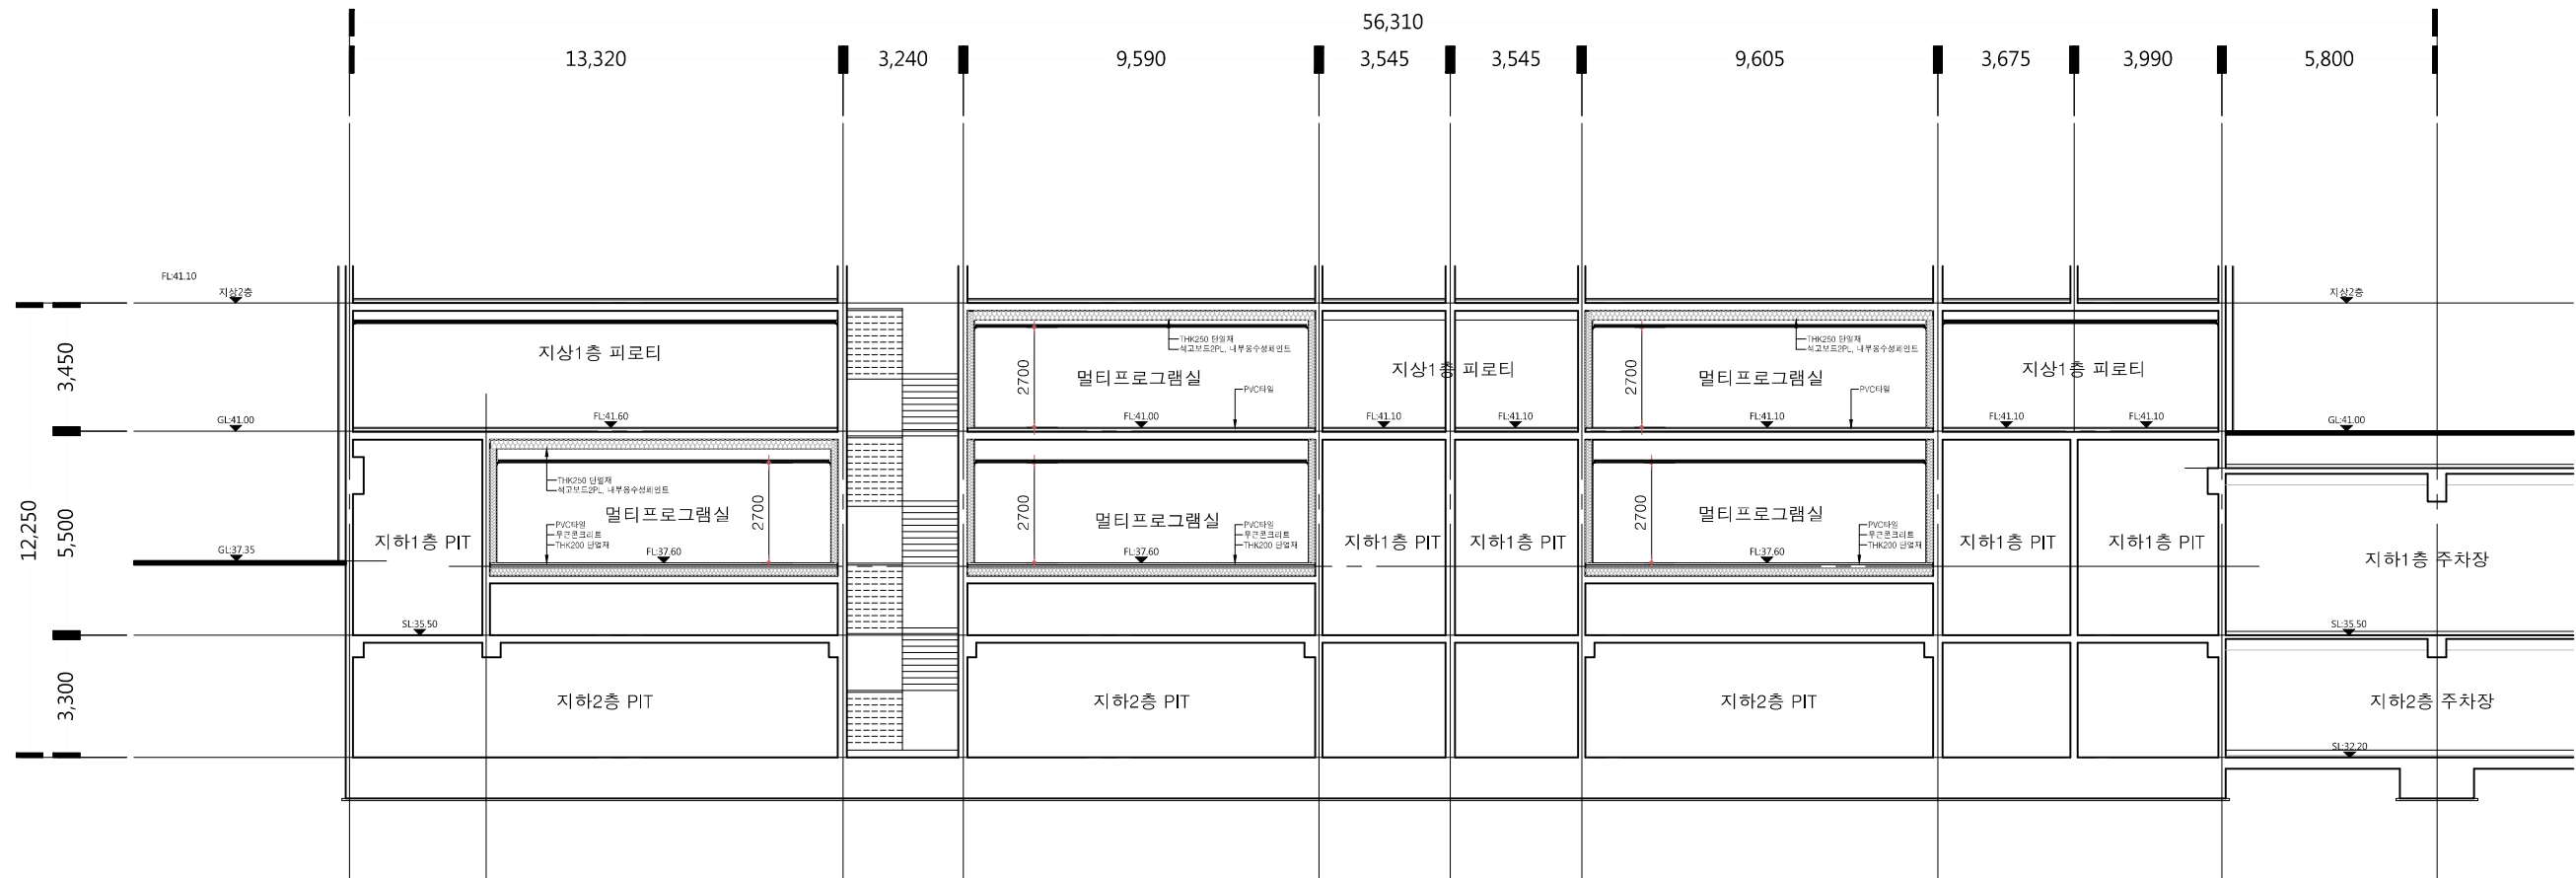 56,310
13,320 3,240 9,590 3,545 3,545 9,605 3,675 3,990 5,800
FL:41.10
지상2층
지상2층
THK250 단열재
석고보드2PL, 내부용수성페인트
THK250 단열재
석고보드2PL, 내부용수성페인트
3,450
지상1층 피로티
2700
멀티프로그램실
지상1층 피로티
2700
멀티프로그램실
지상1층 피로티
PVC타일
PVC타일
GL:41.00
FL:41.60
FL:41.00
FL:41.10
FL:41.10
FL:41.10
FL:41.10
FL:41.10
GL:41.00
THK250 단열재
석고보드2PL, 내부용수성페인트
12,250
5,500
멀티프로그램실
2700
2700
멀티프로그램실
2700
멀티프로그램실
PVC타일
무근콘크리트
THK200 단열재
PVC타일
무근콘크리트
THK200 단열재
PVC타일
무근콘크리트
THK200 단열재
지하1층 PIT
지하1층 PIT
지하1층 PIT
지하1층 PIT
지하1층 PIT
GL:37.35
FL:37.60
FL:37.60
FL:37.60
지하1층 주차장
SL:35.50
SL:35.50
3,300
지하2층 PIT
지하2층 PIT
지하2층 PIT
지하2층 주차장
SL:32.20